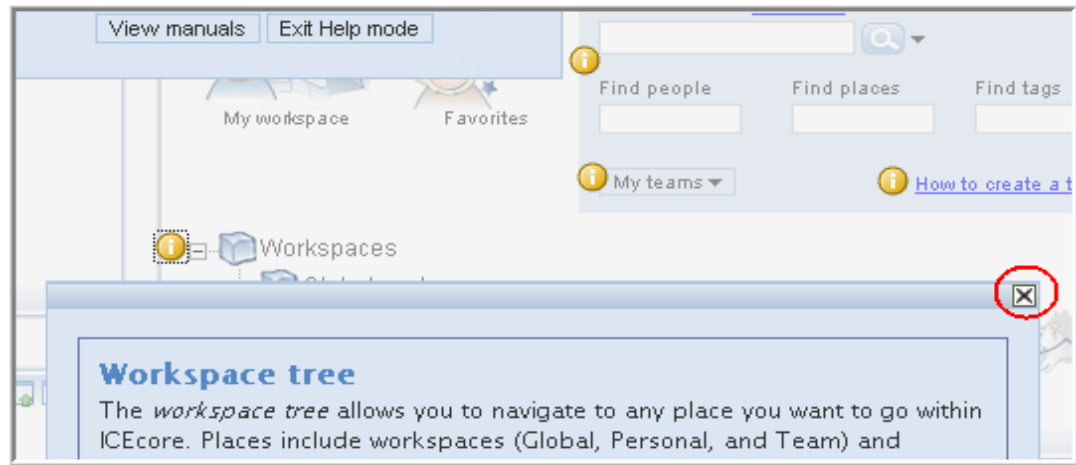 View manuals Exit Help mode
Find people Find places Find tags
My workspace Favorites
My teams
How to create a t
Workspaces
Workspace tree
The workspace tree allows you to navigate to any place you want to go within
ICEcore. Places include workspaces (Global, Personal, and Team) and